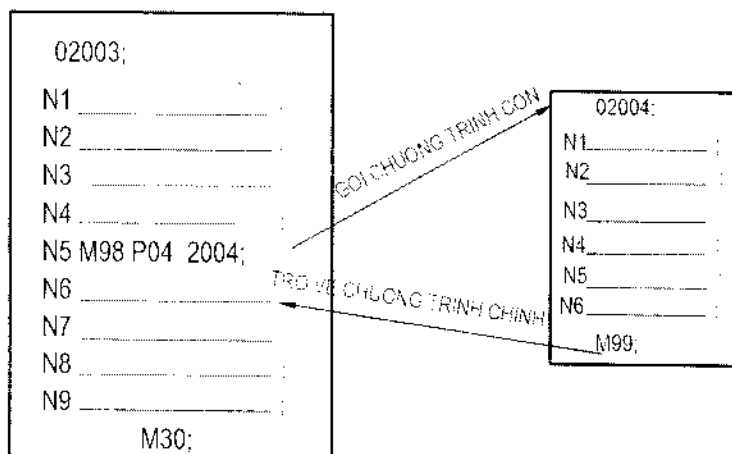 02003;
N1 ;
N2
N3 ;
N4 ;
N5 M98 P04 2004;
N6 ;
N7
N8 ;
N9 ;
M30;
GOI CHUONG TRINH CON
TRO VE CHUONG TRINH CHINH
02004;
N1 ;
N2 ;
N3
N4 ;
N5 ;
N6 ;
M99;